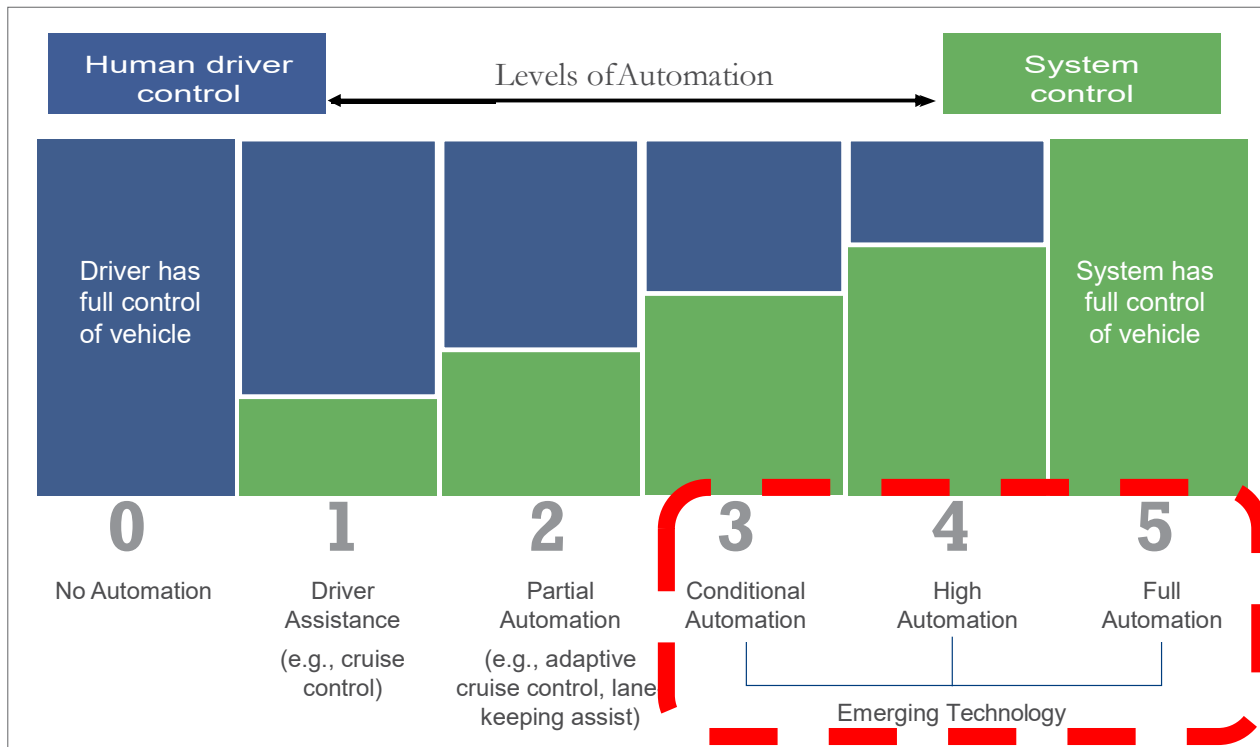 Human driver
control
Levels of Automation
System
control
Driver has
full control
of vehicle
System has
full control
of vehicle
0
1
2
3
4
5
No Automation
Driver
Assistance
(e.g., cruise
control)
Partial
Automation
(e.g., adaptive
cruise control, lane
keeping assist)
Conditional
Automation
High
Automation
Full
Automation
Emerging Technology